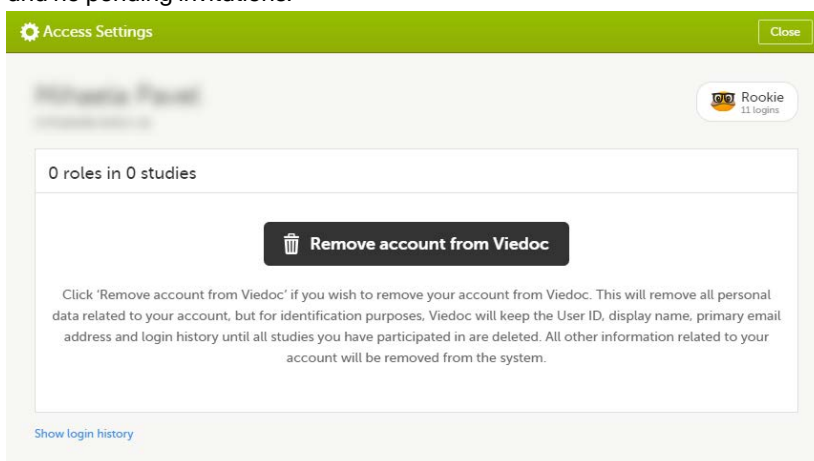 and no pending invitations.
Access Settings
Close
Rookie
11 logins
0 roles in 0 studies
Remove account from Viedoc
Click 'Remove account from Viedoc' if you wish to remove your account from Viedoc. This will remove all personal
data related to your account, but for identification purposes, Viedoc will keep the User ID, display name, primary email
address and login history until all studies you have participated in are deleted. All other information related to your
account will be removed from the system.
Show login history